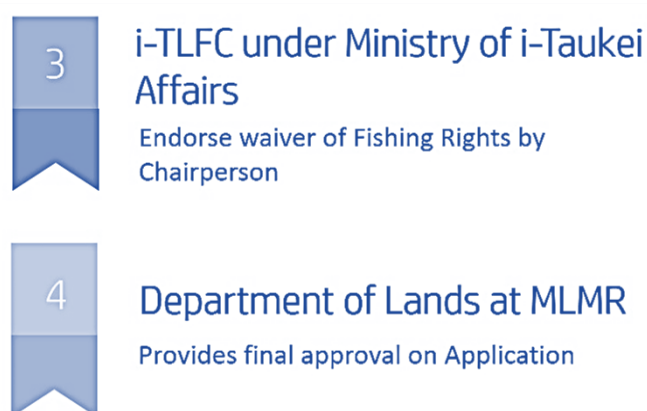 3
i-TLFC under Ministry of i-Taukei
Affairs
Endorse waiver of Fishing Rights by
Chairperson
4
Department of Lands at MLMR
Provides final approval on Application